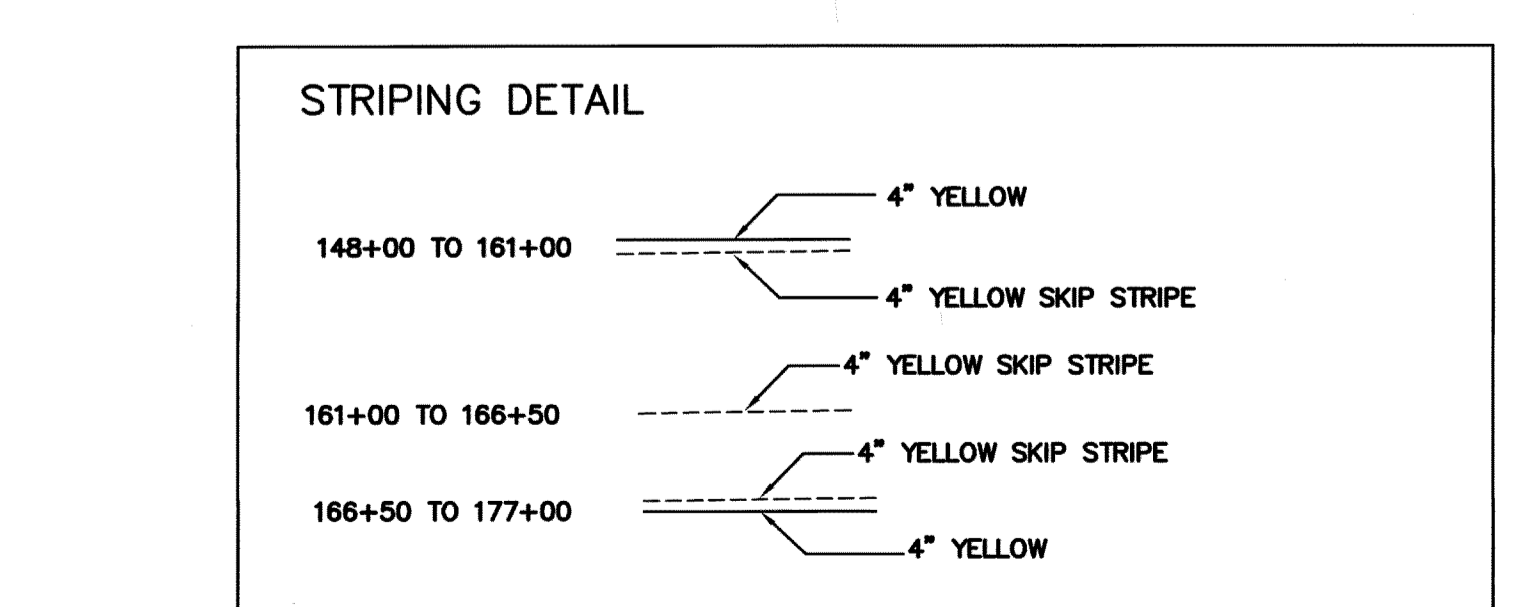 STRIPING DETAIL
4" YELLOW
148+00 TO 161+00
4" YELLOW SKIP STRIPE
4" YELLOW SKIP STRIPE
161+00 TO 166+50
4" YELLOW SKIP STRIPE
166+50 TO 177+00
4" YELLOW